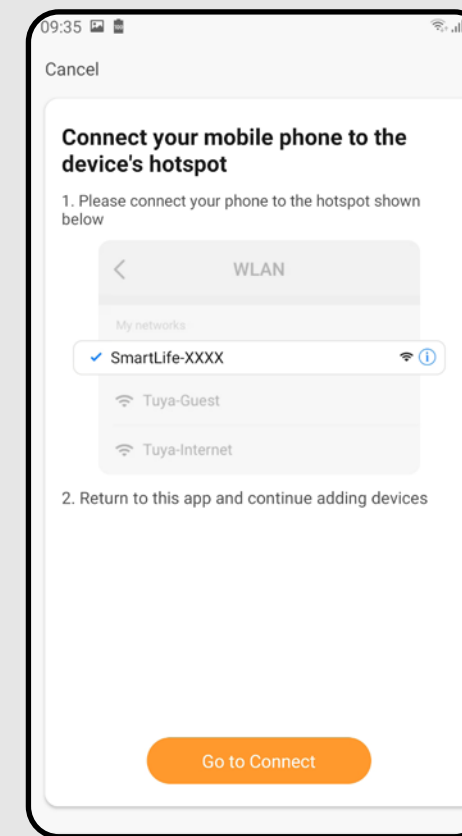 09:35
Cancel
Connect your mobile phone to the
device's hotspot
1. Please connect your phone to the hotspot shown
below
WLAN
My networks
SmartLife-XXXX
Tuya-Guest
Tuya-Internet
2. Return to this app and continue adding devices
Go to Connect